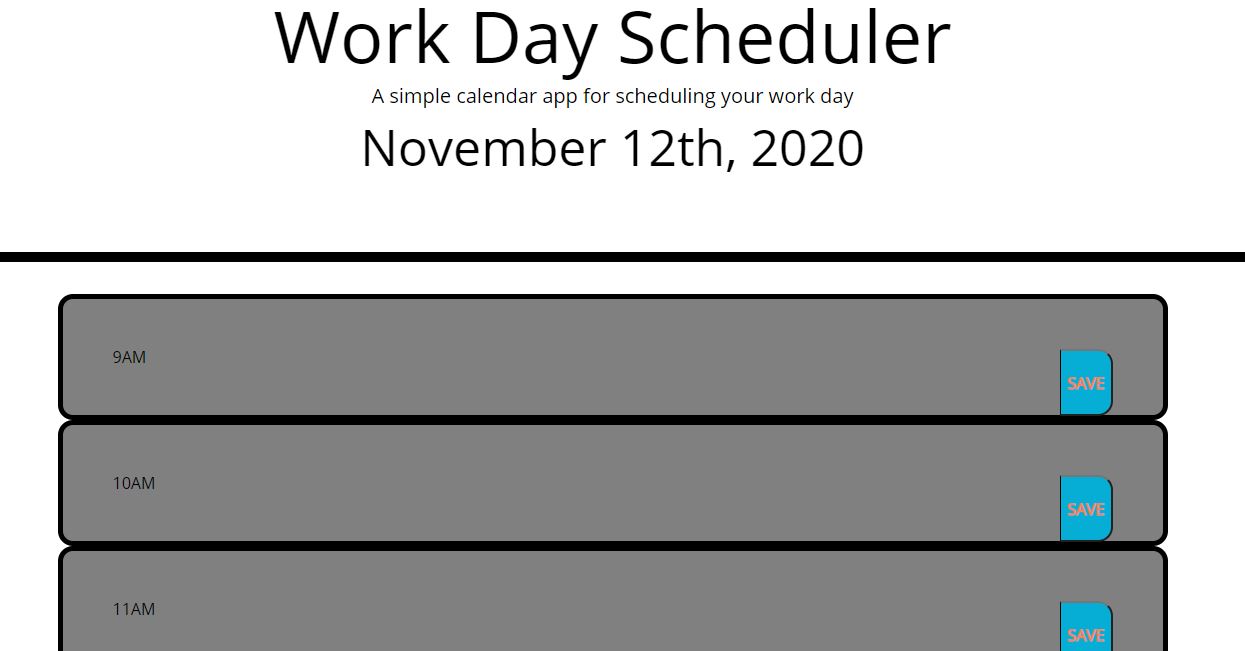 Work Day Scheduler
A simple calendar app for scheduling your work day
November 12th, 2020
9AM
SAVE
10AM
SAVE
11AM
SAVE